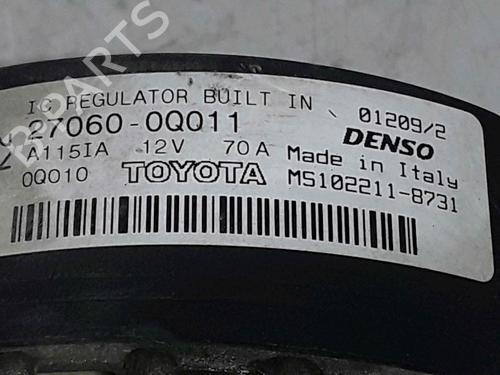 IC REGULATOR BUILT IN
27060-0Q011
A115IA 12V 70A
0Q010 TOYOTA
01209/2
DENSO
Made in Italy
MS102211-8731
B PARTS